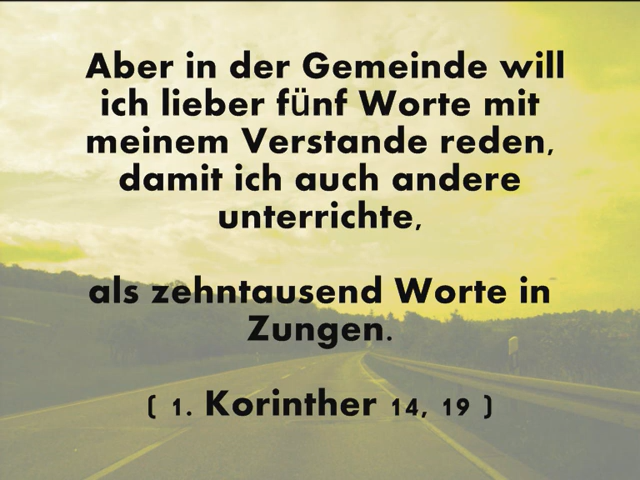 Aber in der Gemeinde will
ich lieber fünf Worte mit
meinem Verstande reden,
damit ich auch andere
unterrichte,
als zehntausend Worte in
Zungen.
( 1. Korinther 14, 19 )